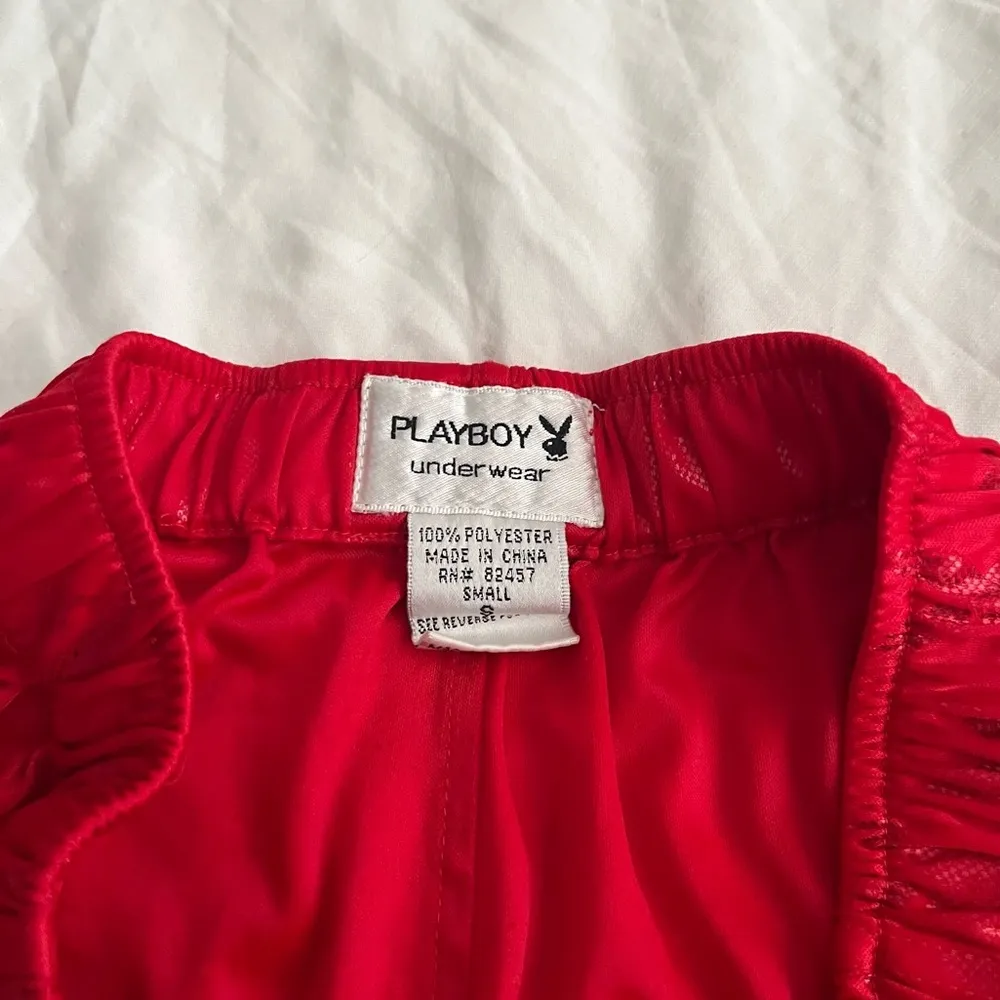 PLAYBOY
underwear
100% POLYESTER
MADE IN CHINA
RN# 82457
SMALL
S
SEE REVERSE